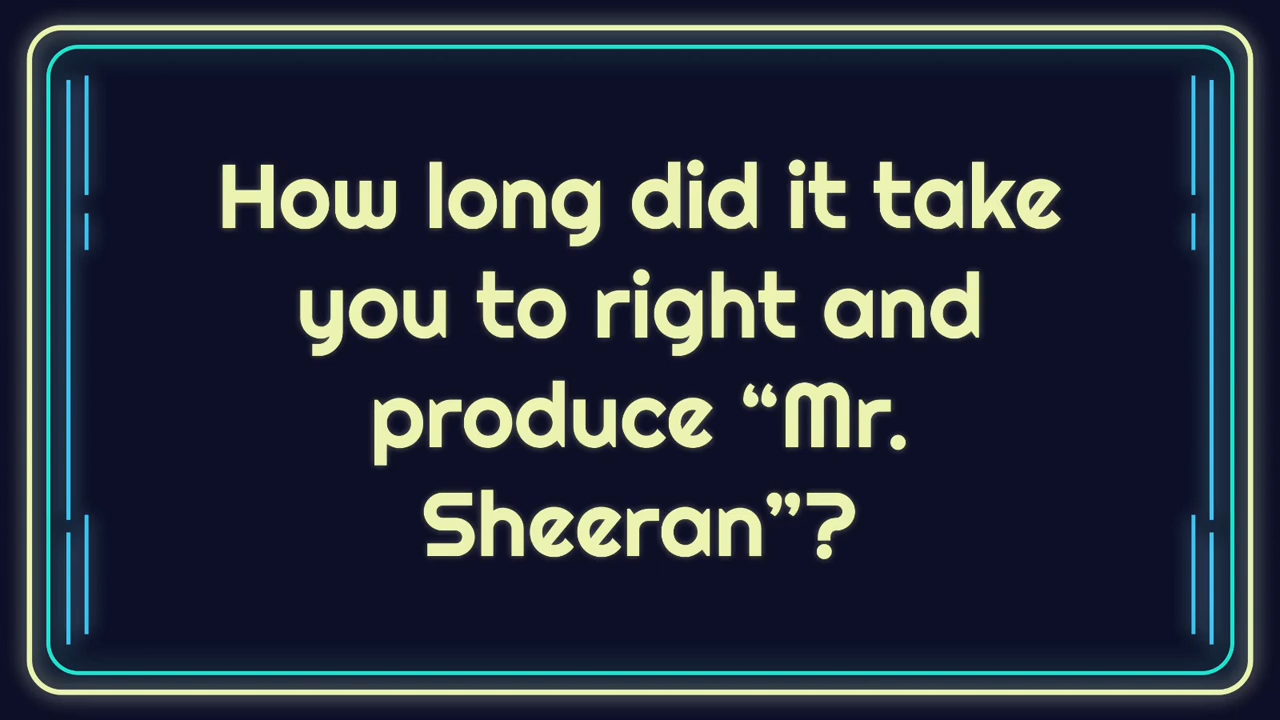 How long did it take
you to right and
produce “Mr.
Sheeran”?